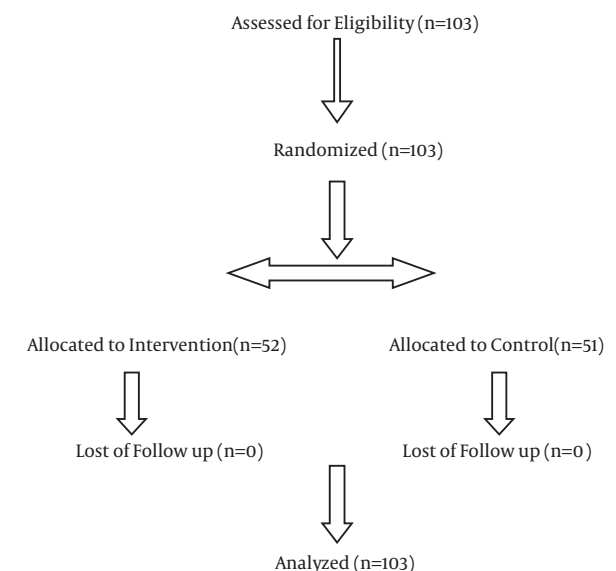 Assessed for Eligibility (n=103)
Randomized (n=103)
Allocated to Intervention(n=52)
Allocated to Control(n=51)
Lost of Follow up (n=0)
Lost of Follow up (n=0)
Analyzed (n=103)